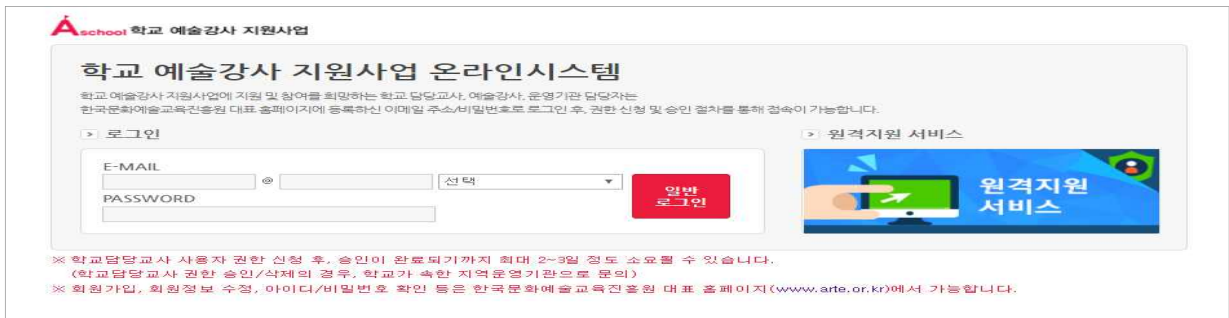 Aschool 학교 예술강사 지원사업
학교 예술강사 지원사업 온라인시스템
학교 예술강사 지원사업에 지원 및 참여를 희망하는 학교 담당교사, 예술강사, 운영기관 담당자는
한국문화예술교육진흥원 대표 홈페이지에 등록하신 이메일 주소/비밀번호로 로그인 후, 권한 신청 및 승인 절차를 통해 접속이 가능합니다.
> 로그인
> 원격지원 서비스
E-MAIL
@ 선택
PASSWORD
일반
로그인
원격지원
서비스
※ 학교담당교사 사용자 권한 신청 후, 승인이 완료되기까지 최대 2~3일 정도 소요될 수 있습니다.
(학교담당교사 권한 승인/삭제의 경우, 학교가 속한 지역운영기관으로 문의)
※ 회원가입, 회원정보 수정, 아이디/비밀번호 확인 등은 한국문화예술교육진흥원 대표 홈페이지(www.arte.or.kr)에서 가능합니다.